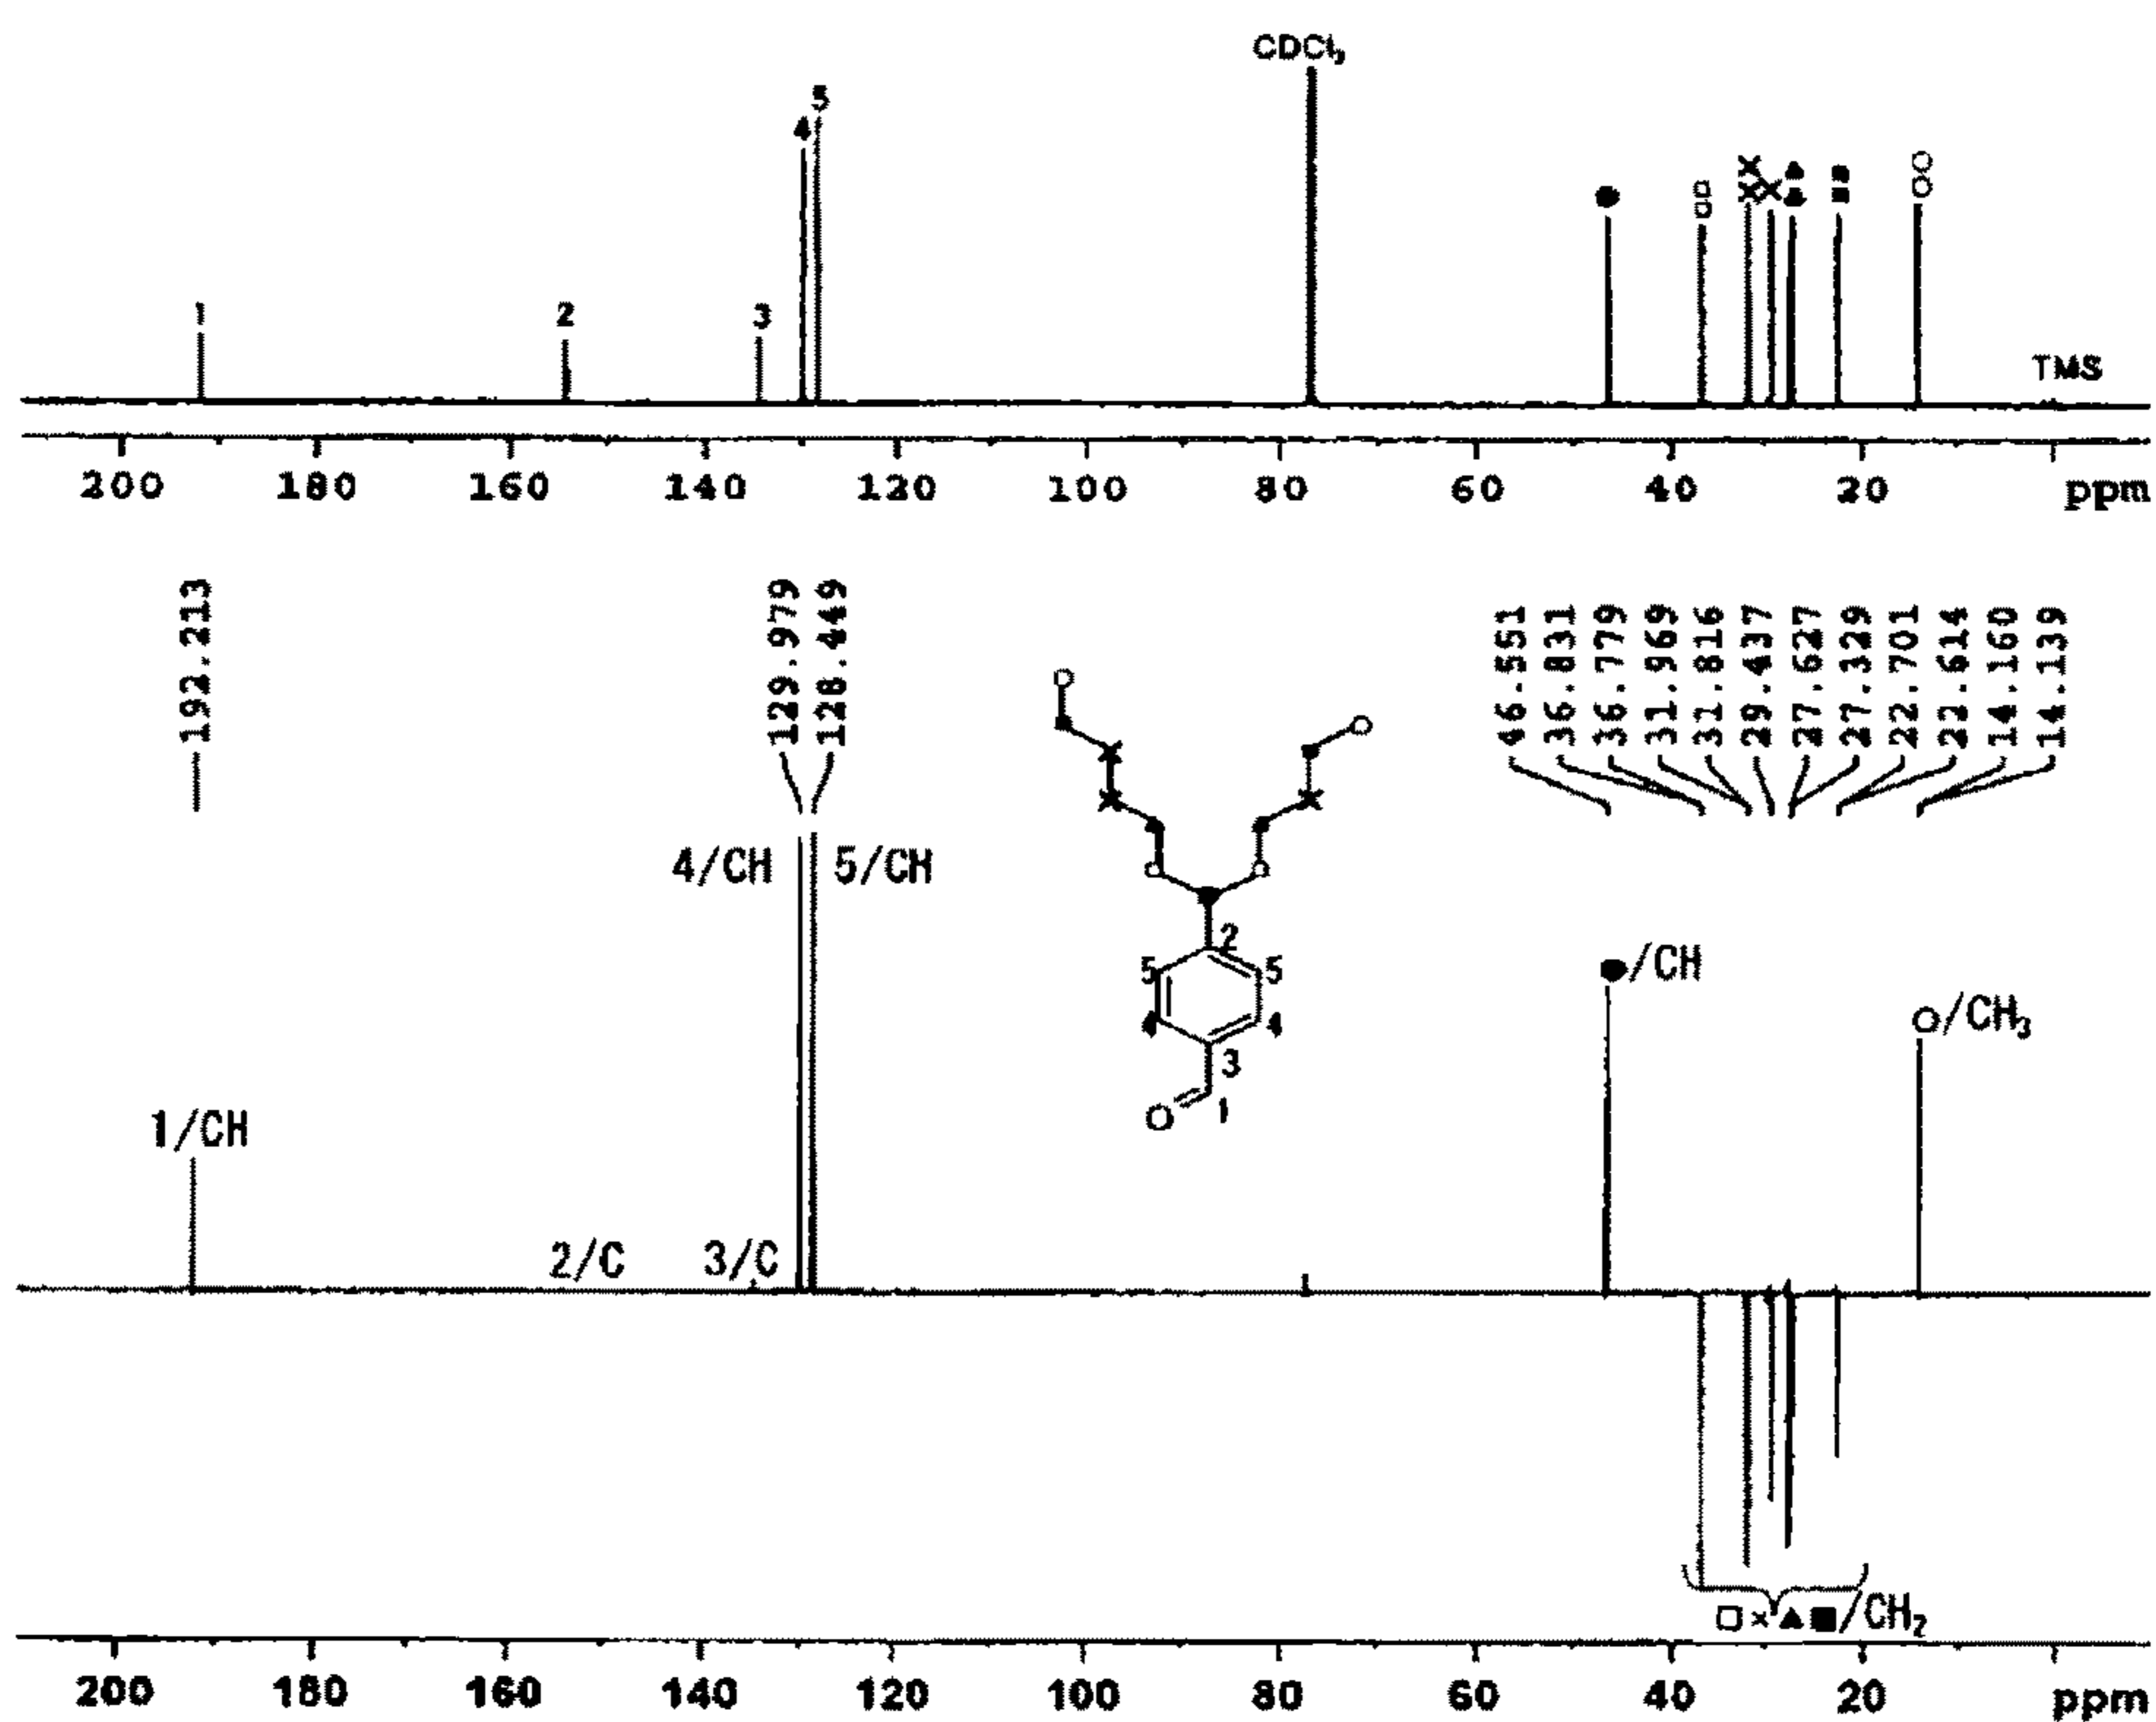 CDCl₃
5
4
1
2
3
TMS
200 180 160 140 120 100 80 60 40 20 ppm
192.213
129.979
128.449
46.551
36.831
36.779
31.969
31.816
29.437
27.627
27.329
22.701
22.614
14.160
14.139
4/CH 5/CH
2
5 5
4 4
3
O 1
●/CH
○/CH₃
1/CH
2/C 3/C
□×▲■/CH₂
200 180 160 140 120 100 80 60 40 20 ppm